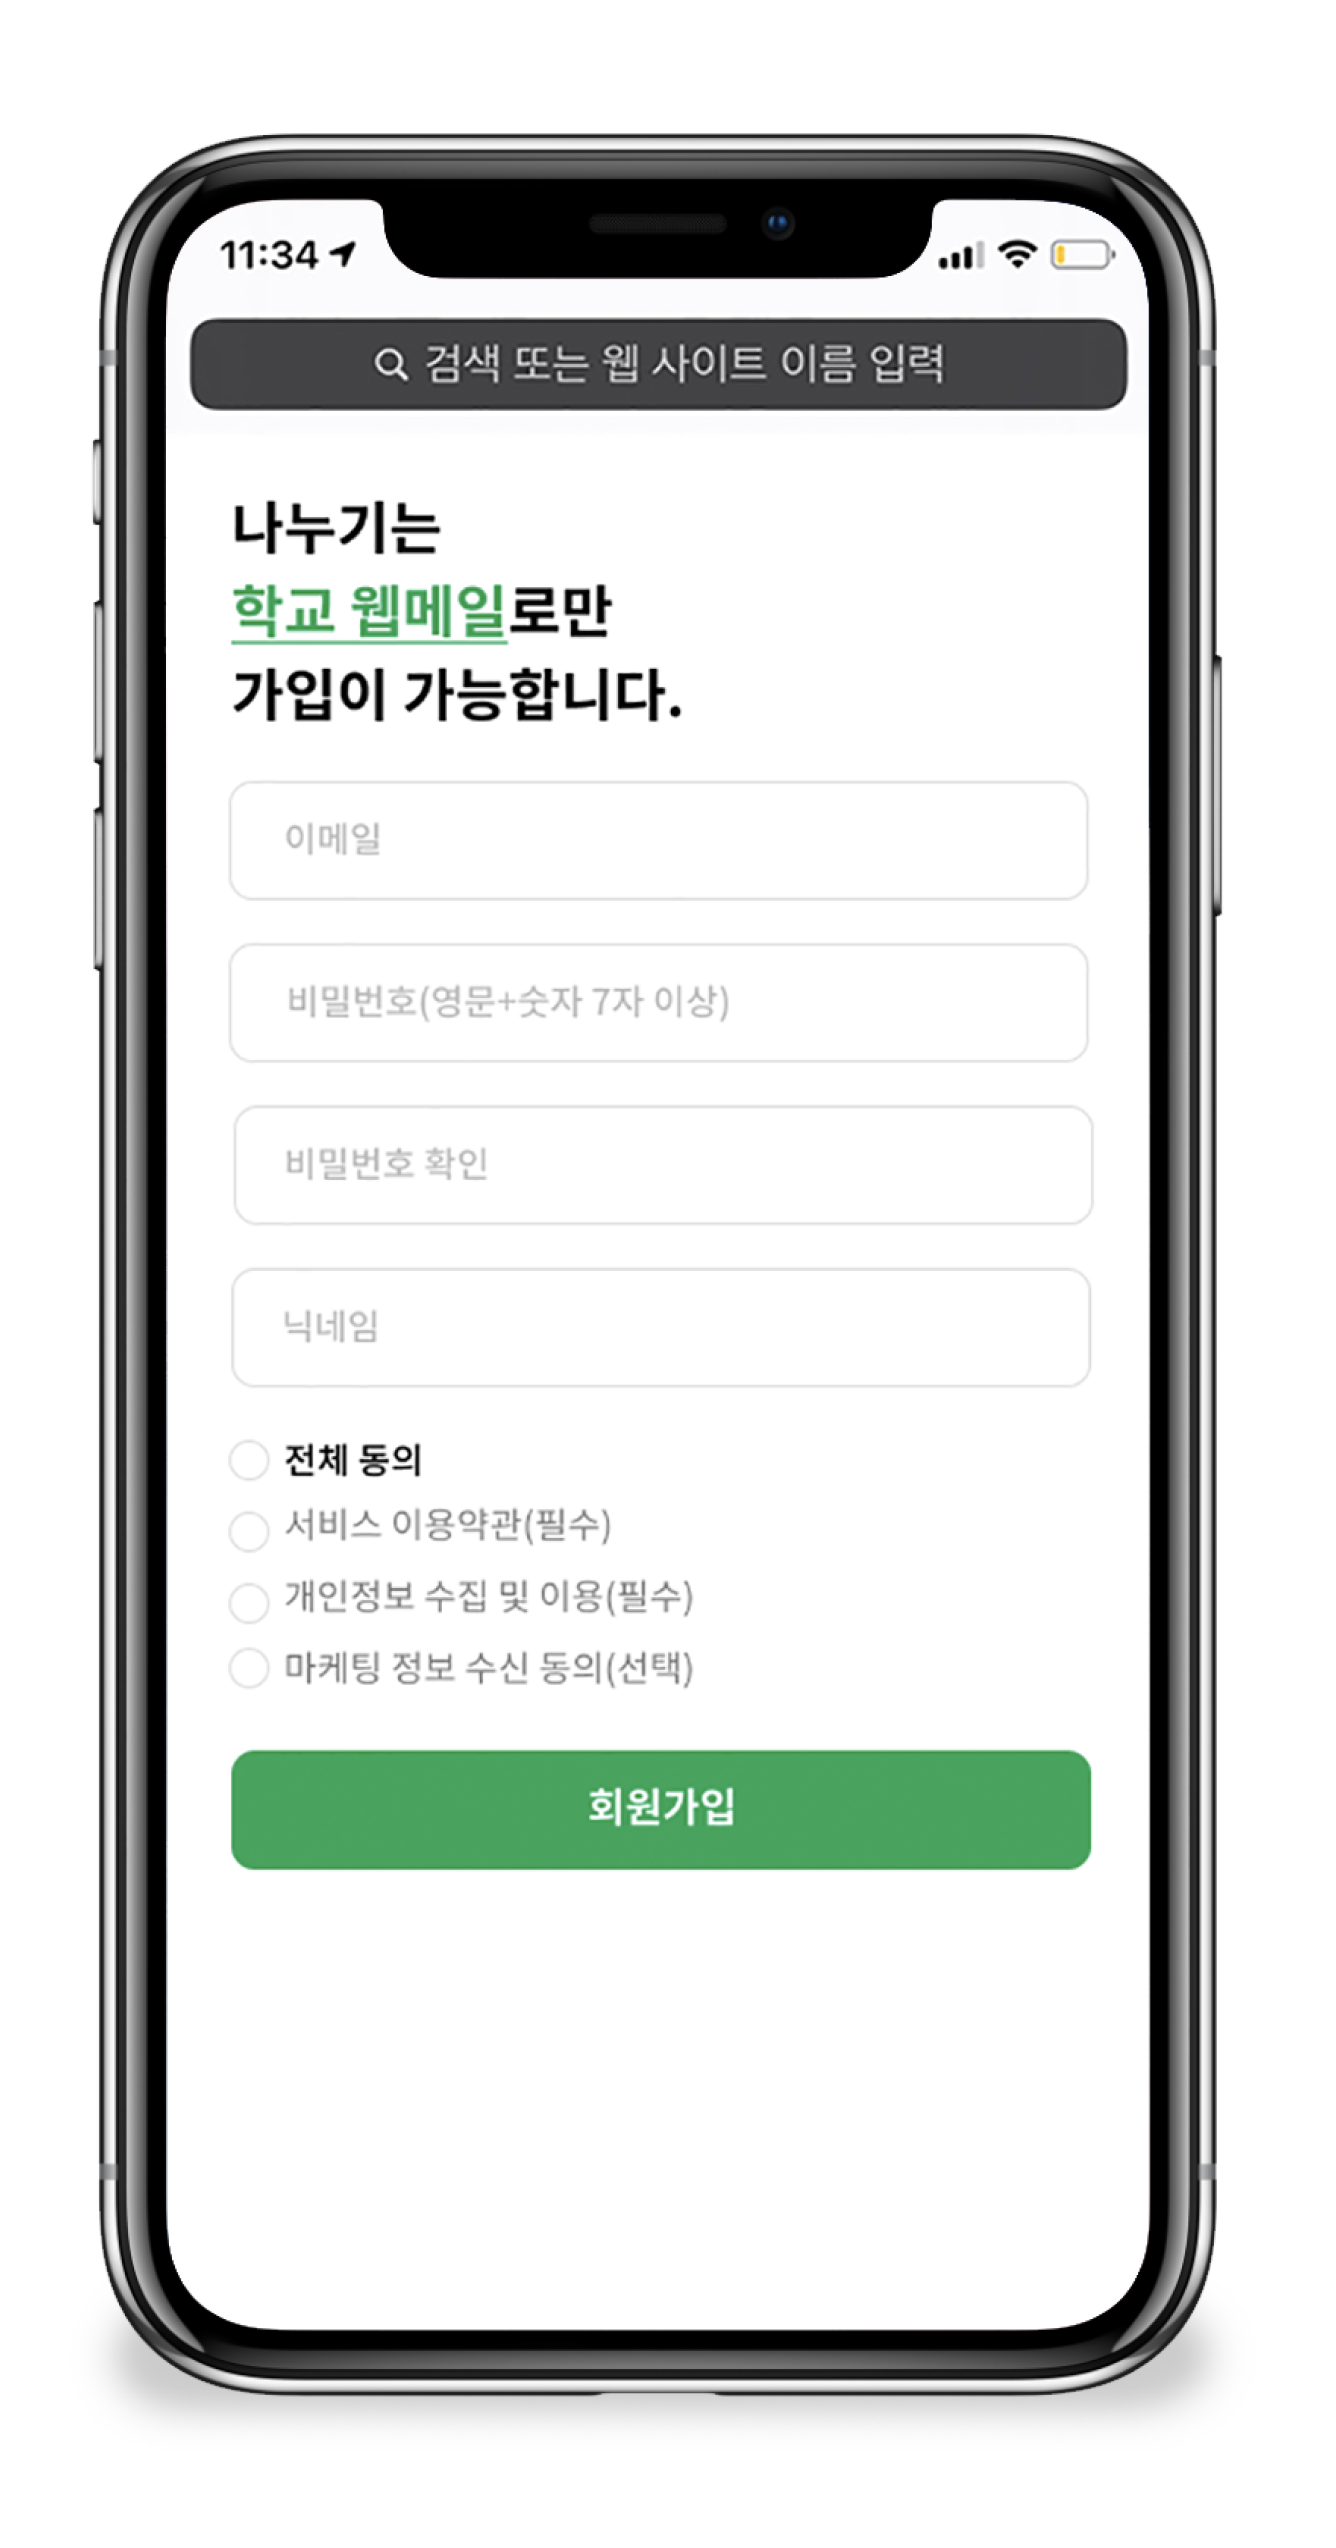 11:34
검색 또는 웹 사이트 이름 입력
나누기는
학교 웹메일로만
가입이 가능합니다.
이메일
비밀번호(영문+숫자 7자 이상)
비밀번호 확인
닉네임
전체 동의
서비스 이용약관(필수)
개인정보 수집 및 이용(필수)
마케팅 정보 수신 동의(선택)
회원가입